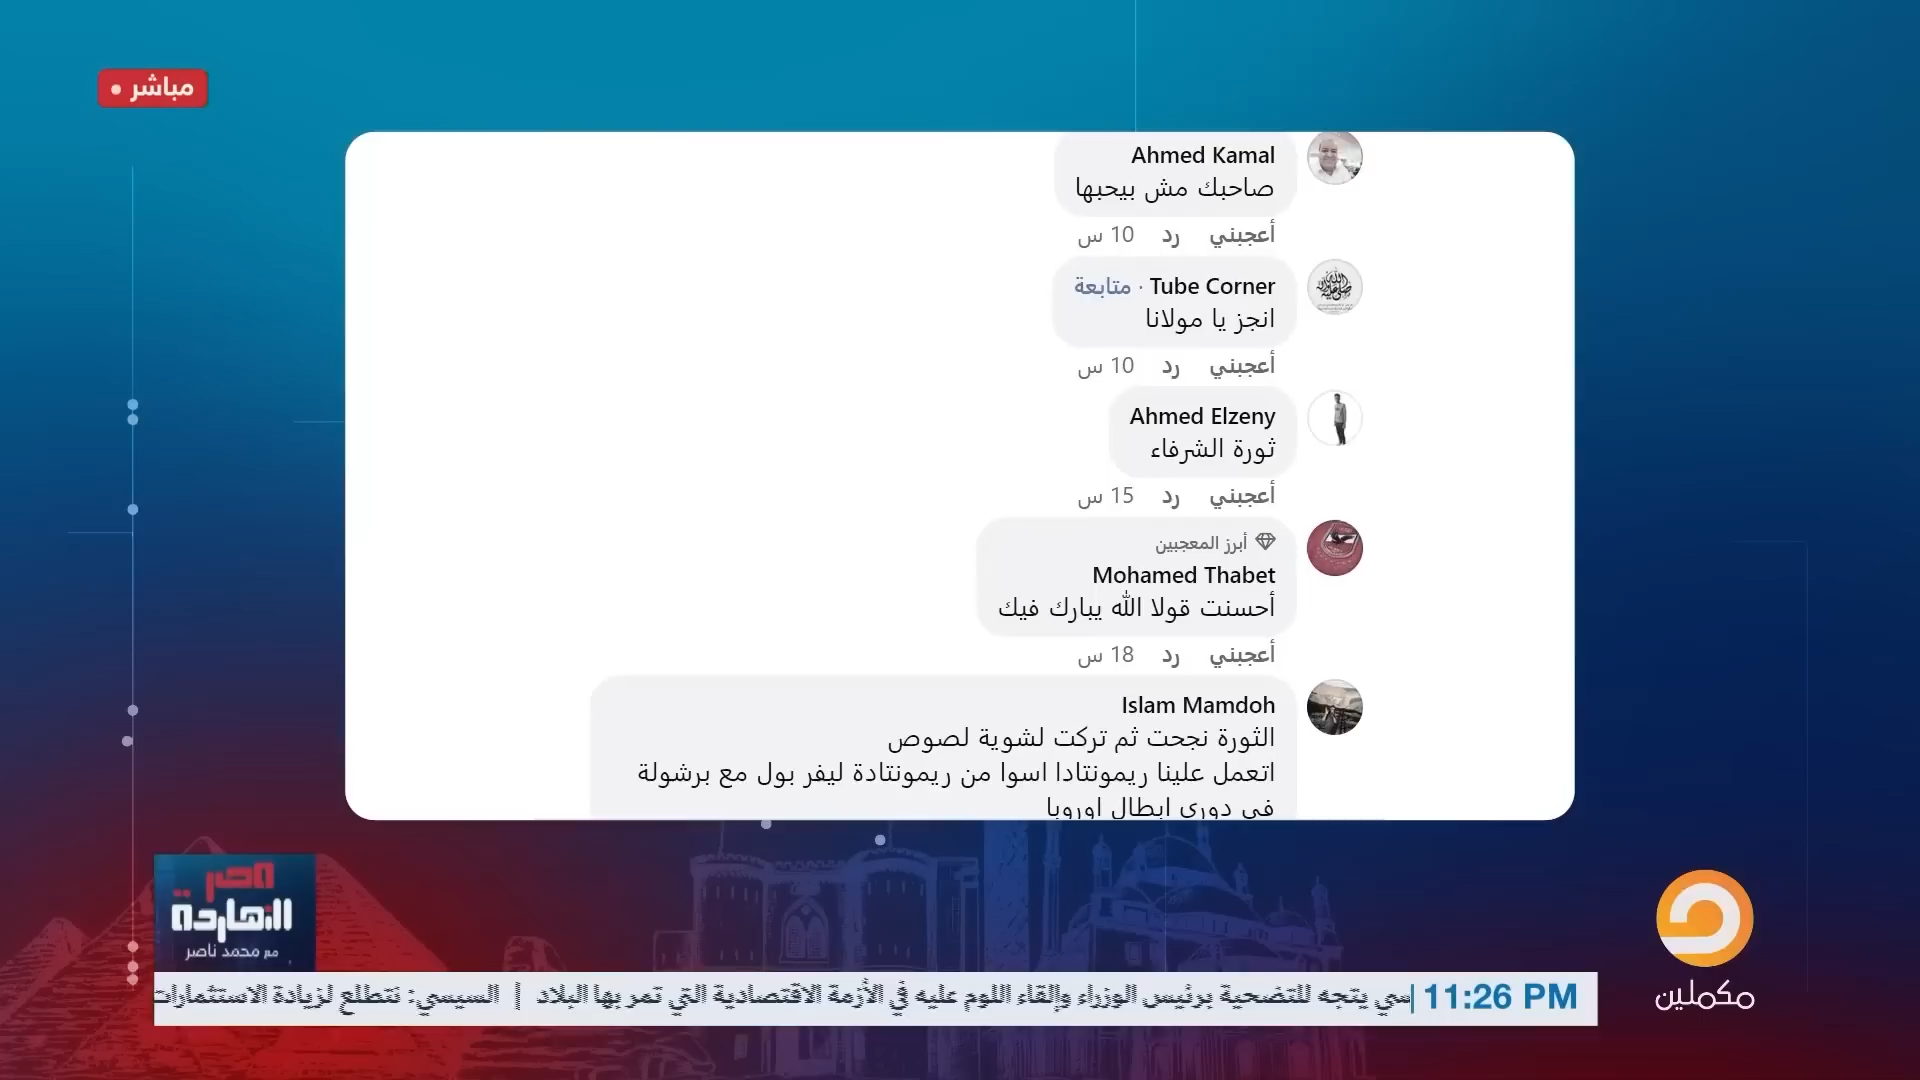 مباشر
Ahmed Kamal
صاحبك مش بيحبها
أعجبني رد 10 س
Tube Corner · متابعة
انجز يا مولانا
أعجبني رد 10 س
Ahmed Elzeny
ثورة الشرفاء
أعجبني رد 15 س
أبرز المعجبين
Mohamed Thabet
أحسنت قولا الله يبارك فيك
أعجبني رد 18 س
Islam Mamdoh
الثورة نجحت ثم تركت لشوية لصوص
اتعمل علينا ريمونتادا اسوا من ريمونتادة ليفر بول مع برشولة
في دوري ابطال اوروبا
مصر
النهاردة
مع محمد ناصر
مكملين
11:26 PM
سي يتجه للتضحية برئيس الوزراء وإلقاء اللوم عليه في الأزمة الاقتصادية التي تمر بها البلاد | السيسي: نتطلع لزيادة الاستثمارات